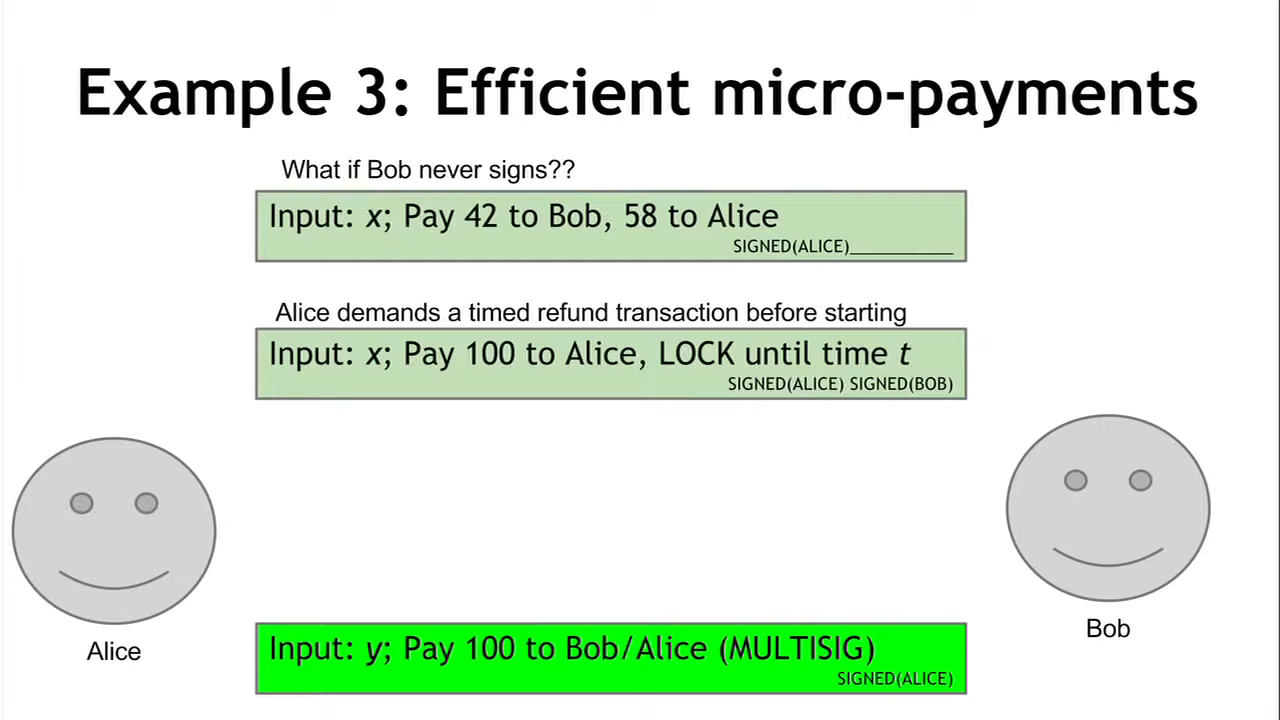 Example 3: Efficient micro-payments
What if Bob never signs??
Input: x; Pay 42 to Bob, 58 to Alice
SIGNED(ALICE)___________
Alice demands a timed refund transaction before starting
Input: x; Pay 100 to Alice, LOCK until time t
SIGNED(ALICE) SIGNED(BOB)
Alice
Bob
Input: y; Pay 100 to Bob/Alice (MULTISIG)
SIGNED(ALICE)